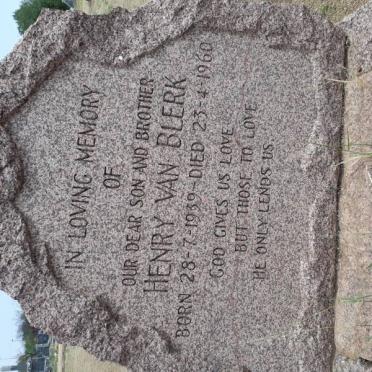 IN LOVING MEMORY
OF
OUR DEAR SON AND BROTHER
HENRY VAN BLERK
BORN 28-7-1939-DIED 23-4-1960
GOD GIVES US LOVE
BUT THOSE TO LOVE
HE ONLY LENDS US